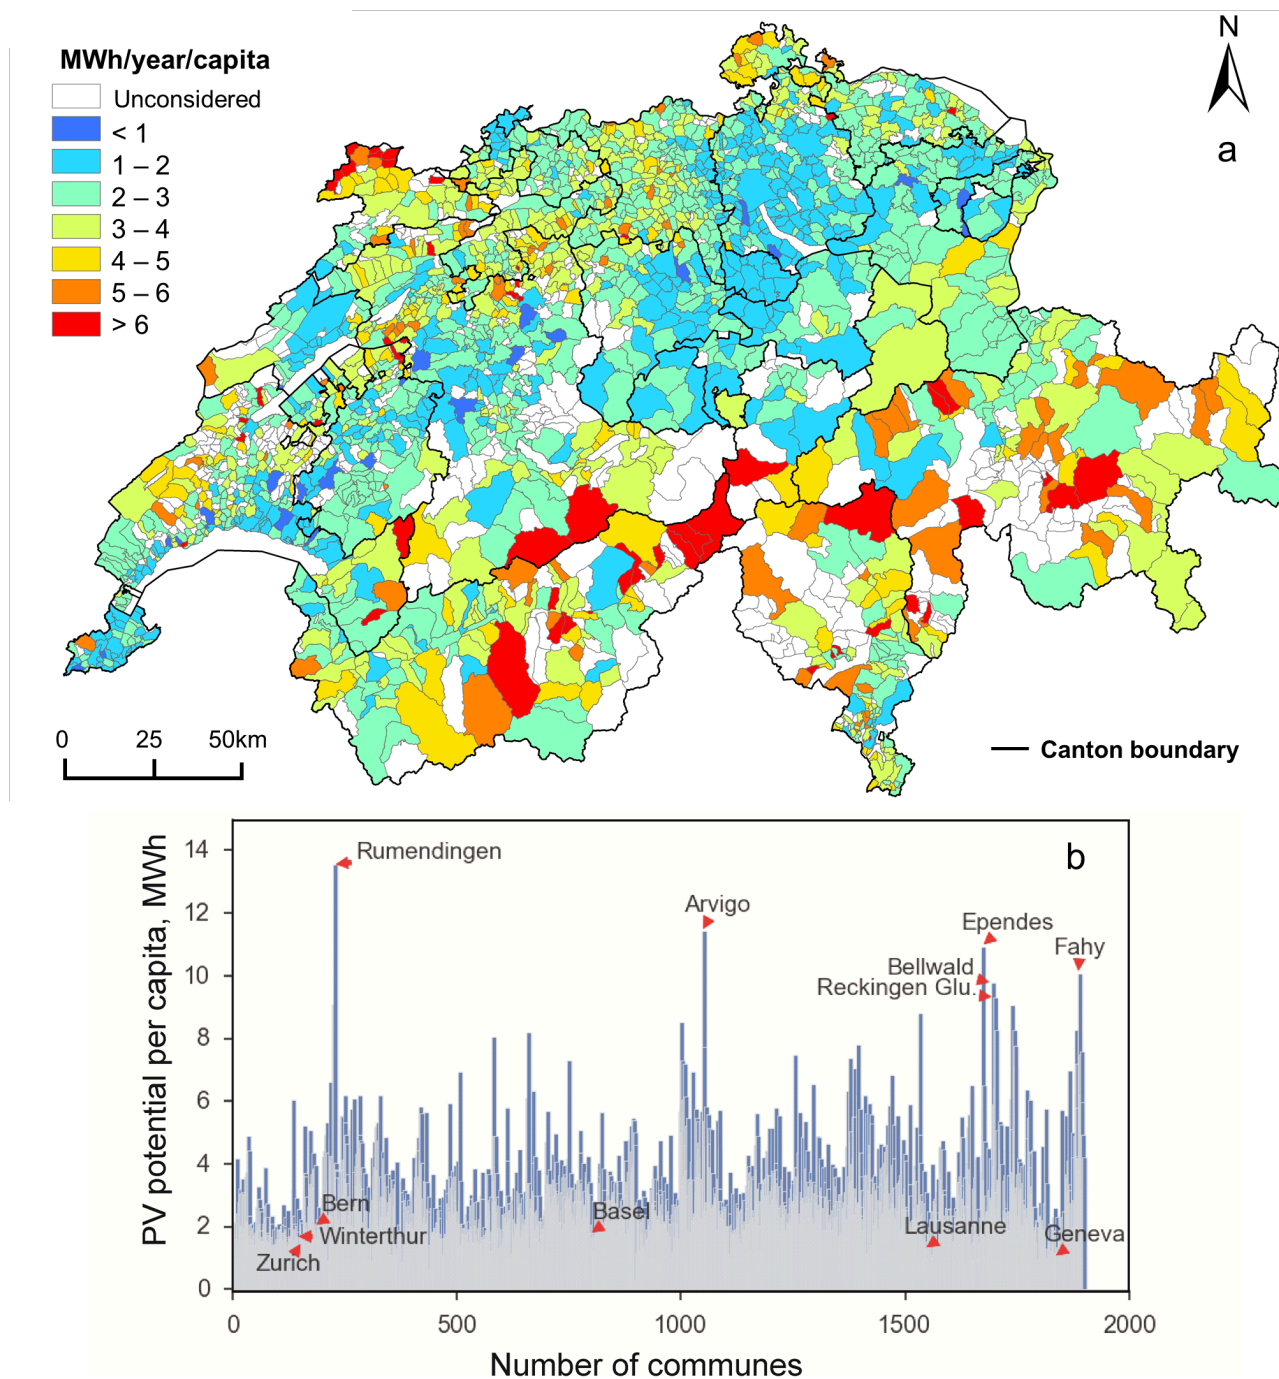 N
MWh/year/capita
Unconsidered
< 1
1 – 2
2 – 3
3 – 4
4 – 5
5 – 6
> 6
a
0 25 50km
Canton boundary
b
PV potential per capita, MWh
14
12
10
8
6
4
2
0
Rumendingen
Arvigo
Ependes
Fahy
Bellwald
Reckingen Glu.
Bern
Winterthur
Zurich
Basel
Lausanne
Geneva
0 500 1000 1500 2000
Number of communes